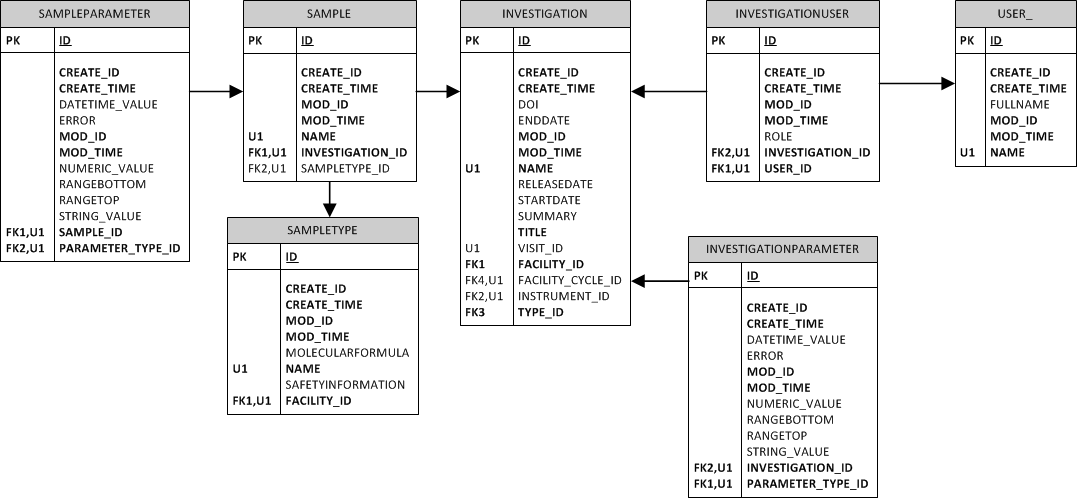 SAMPLEPARAMETER
PK ID
CREATE_ID
CREATE_TIME
DATETIME_VALUE
ERROR
MOD_ID
MOD_TIME
NUMERIC_VALUE
RANGEBOTTOM
RANGETOP
STRING_VALUE
FK1,U1 SAMPLE_ID
FK2,U1 PARAMETER_TYPE_ID
SAMPLE
PK ID
CREATE_ID
CREATE_TIME
MOD_ID
MOD_TIME
U1 NAME
FK1,U1 INVESTIGATION_ID
FK2,U1 SAMPLETYPE_ID
SAMPLETYPE
PK ID
CREATE_ID
CREATE_TIME
MOD_ID
MOD_TIME
MOLECULARFORMULA
U1 NAME
SAFETYINFORMATION
FK1,U1 FACILITY_ID
INVESTIGATION
PK ID
CREATE_ID
CREATE_TIME
DOI
ENDDATE
MOD_ID
MOD_TIME
U1 NAME
RELEASEDATE
STARTDATE
SUMMARY
TITLE
U1 VISIT_ID
FK1 FACILITY_ID
FK4,U1 FACILITY_CYCLE_ID
FK2,U1 INSTRUMENT_ID
FK3 TYPE_ID
INVESTIGATIONUSER
PK ID
CREATE_ID
CREATE_TIME
MOD_ID
MOD_TIME
ROLE
FK2,U1 INVESTIGATION_ID
FK1,U1 USER_ID
USER_
PK ID
CREATE_ID
CREATE_TIME
FULLNAME
MOD_ID
MOD_TIME
U1 NAME
INVESTIGATIONPARAMETER
PK ID
CREATE_ID
CREATE_TIME
DATETIME_VALUE
ERROR
MOD_ID
MOD_TIME
NUMERIC_VALUE
RANGEBOTTOM
RANGETOP
STRING_VALUE
FK2,U1 INVESTIGATION_ID
FK1,U1 PARAMETER_TYPE_ID